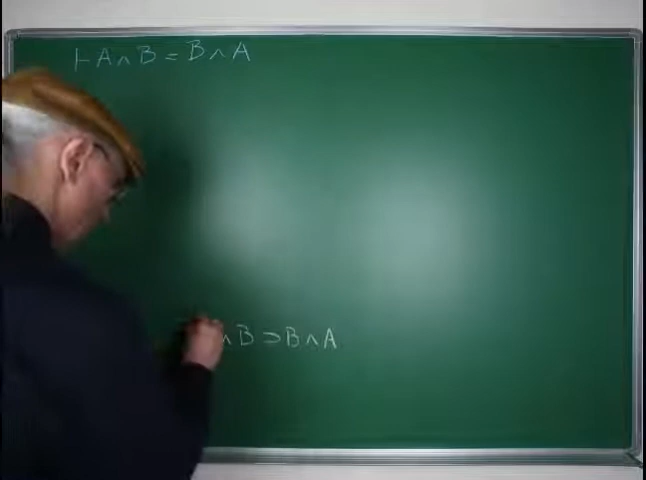 ⊢ A ∧ B = B ∧ A
∧ B ⊃ B ∧ A